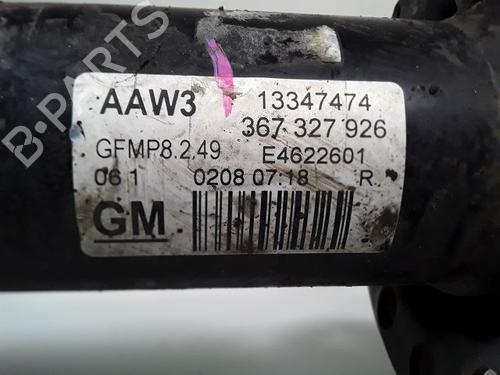 B-PARTS
AAW3 13347474
367 327 926
GFMP8.2.49 E4622601
06 1 0208 07:18 R.
GM